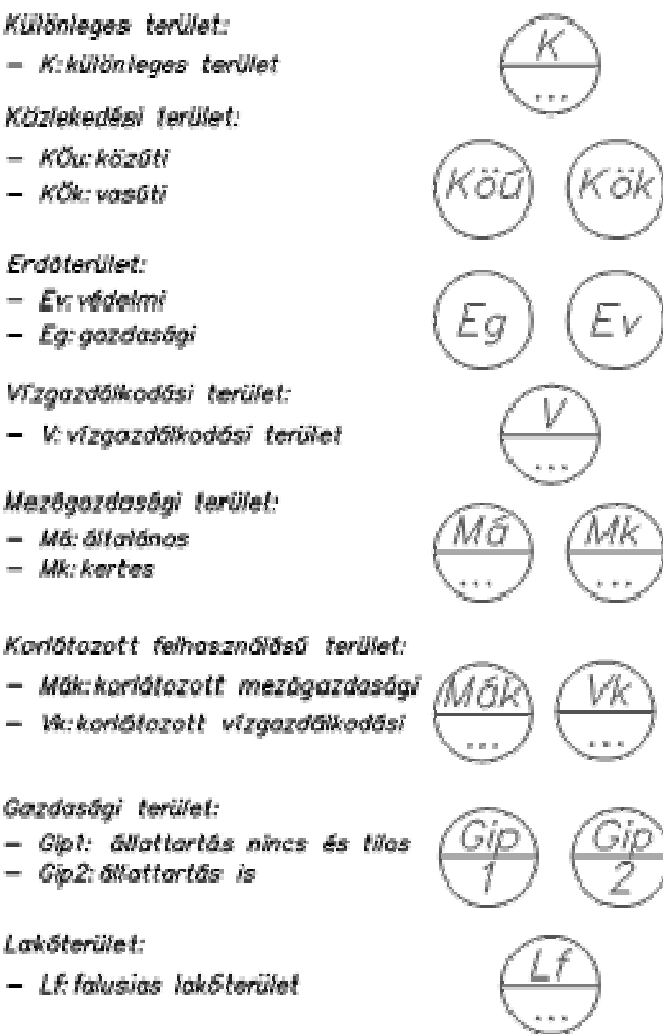 Különleges terület:
– K: különleges terület
K
...
Közlekedési terület:
– KÖu: közúti
– KÖk: vasúti
Köú Kök
Erdőterület:
– Ev: védelmi
– Eg: gazdasági
Eg Ev
Vízgazdálkodási terület:
– V: vízgazdálkodási terület
V
...
Mezőgazdasági terület:
– Má: általános
– Mk: kertes
Má Mk
... ...
Korlátozott felhasználású terület:
– Mák: korlátozott mezőgazdasági
– Vk: korlátozott vízgazdálkodási
Mák Vk
... ...
Gazdasági terület:
– Gip1: állattartás nincs és tilos
– Gip2: állattartás is
Gip Gip
1 2
Lakóterület:
– Lf: falusias lakóterület
Lf
...